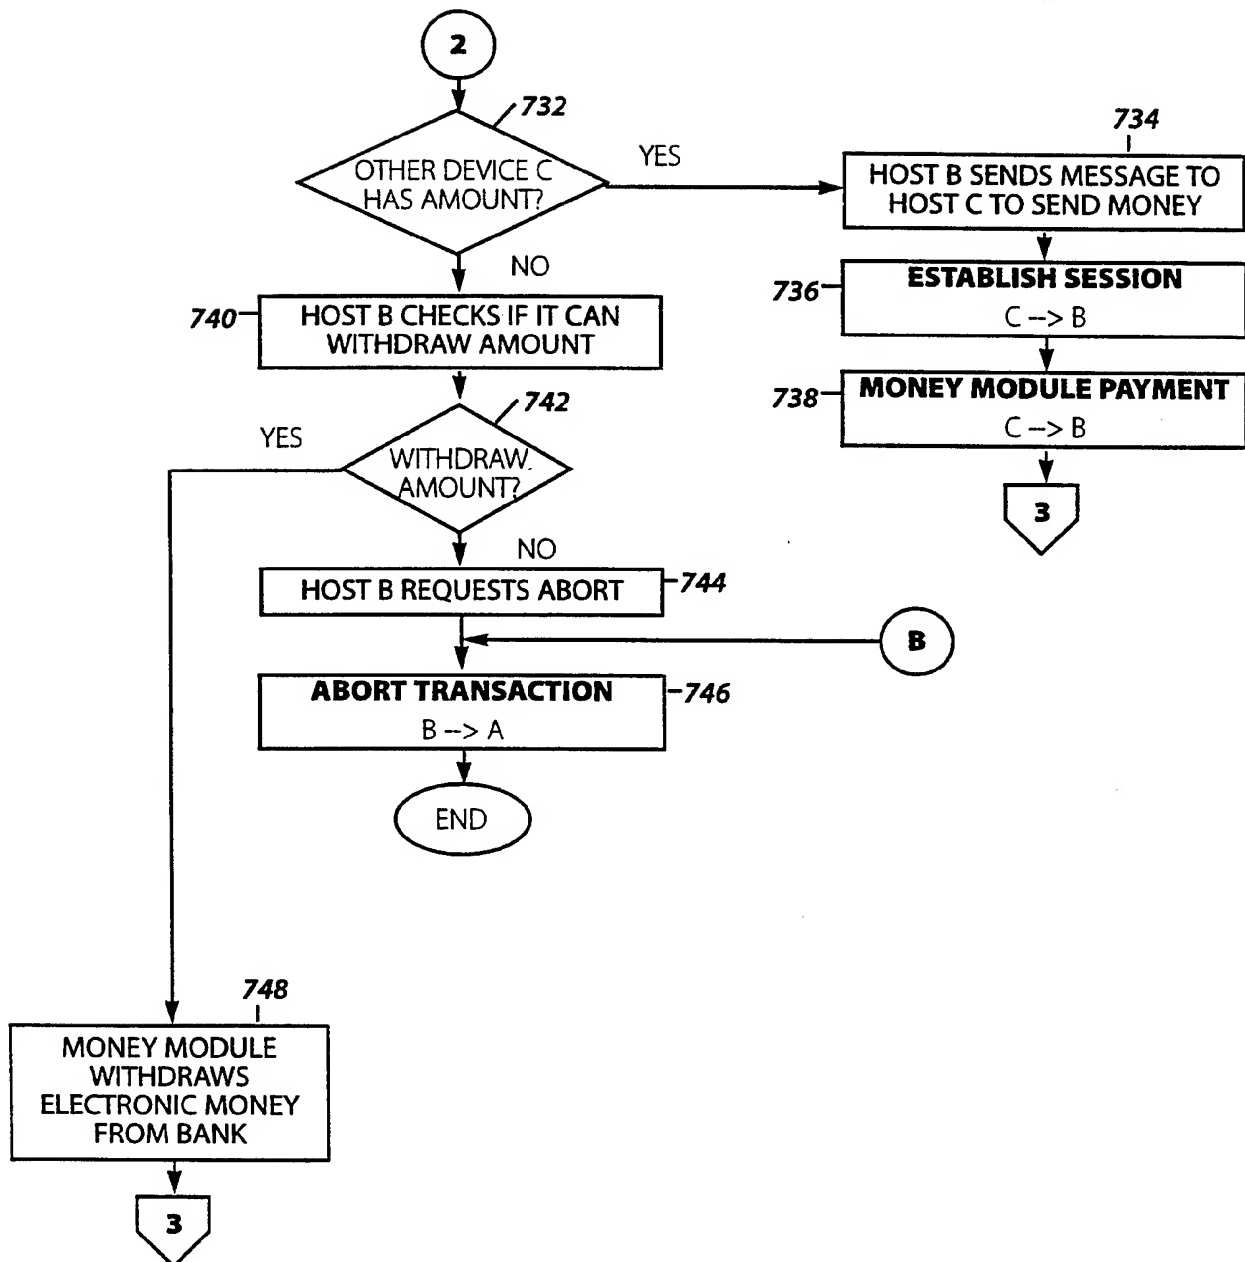 2
732
OTHER DEVICE C
HAS AMOUNT?
YES
734
HOST B SENDS MESSAGE TO
HOST C TO SEND MONEY
NO
736
ESTABLISH SESSION
C --> B
740
HOST B CHECKS IF IT CAN
WITHDRAW AMOUNT
738
MONEY MODULE PAYMENT
C --> B
742
YES
WITHDRAW
AMOUNT?
3
NO
HOST B REQUESTS ABORT
744
B
ABORT TRANSACTION
B --> A
746
END
748
MONEY MODULE
WITHDRAWS
ELECTRONIC MONEY
FROM BANK
3